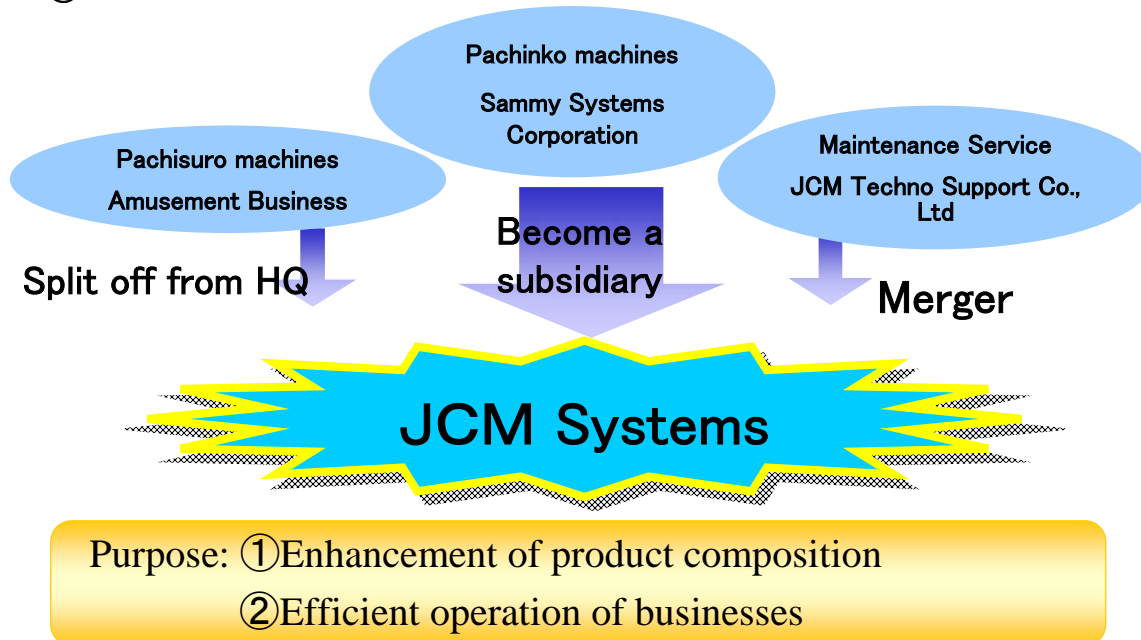 Pachinko machines
Sammy Systems
Corporation
Pachisuro machines
Amusement Business
Maintenance Service
JCM Techno Support Co.,
Ltd
Split off from HQ
Become a
subsidiary
Merger
JCM Systems
Purpose: ①Enhancement of product composition
②Efficient operation of businesses